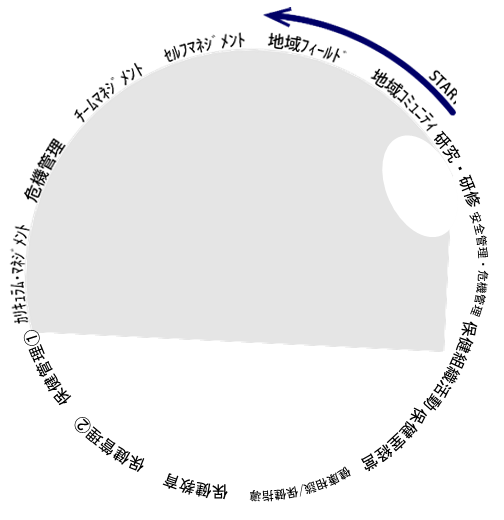 START
地域コミュニティ
地域フィールド
セルフマネジメント
チームマネジメント
危機管理
カリキュラム・マネジメント
保健管理①
保健管理②
保健教育
健康相談/保健指導
保健室経営
保健組織活動
安全管理・危機管理
研究・研修